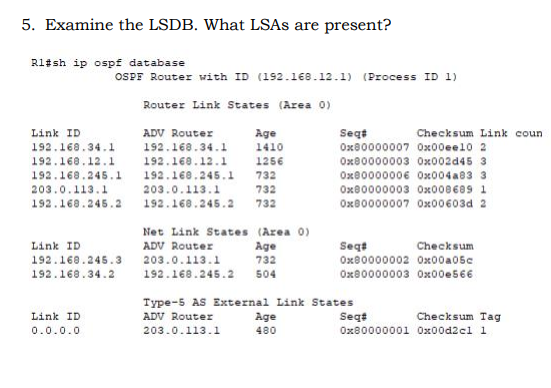 5. Examine the LSDB. What LSAs are present?
R1#sh ip ospf database
OSPF Router with ID (192.168.12.1) (Process ID 1)
Router Link States (Area 0)
Link ID ADV Router Age Seq# Checksum Link coun
192.168.34.1 192.168.34.1 1410 0x80000007 0x00ee10 2
192.168.12.1 192.168.12.1 1256 0x80000003 0x002d45 3
192.168.245.1 192.168.245.1 732 0x80000006 0x004a83 3
203.0.113.1 203.0.113.1 732 0x80000003 0x008689 1
192.168.245.2 192.168.245.2 732 0x80000007 0x00603d 2
Net Link States (Area 0)
Link ID ADV Router Age Seq# Checksum
192.168.245.3 203.0.113.1 732 0x80000002 0x00a05c
192.168.34.2 192.168.245.2 504 0x80000003 0x00e566
Type-5 AS External Link States
Link ID ADV Router Age Seq# Checksum Tag
0.0.0.0 203.0.113.1 480 0x80000001 0x00d2c1 1